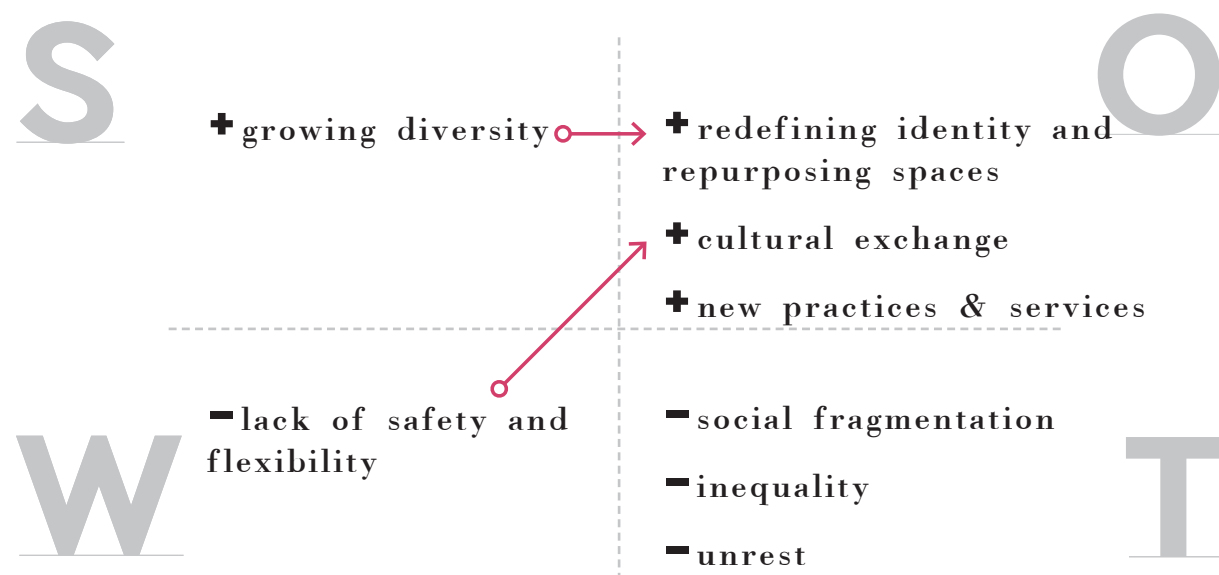 S
+ growing diversity
O
+ redefining identity and
repurposing spaces
+ cultural exchange
+ new practices & services
W
- lack of safety and
flexibility
T
- social fragmentation
- inequality
- unrest